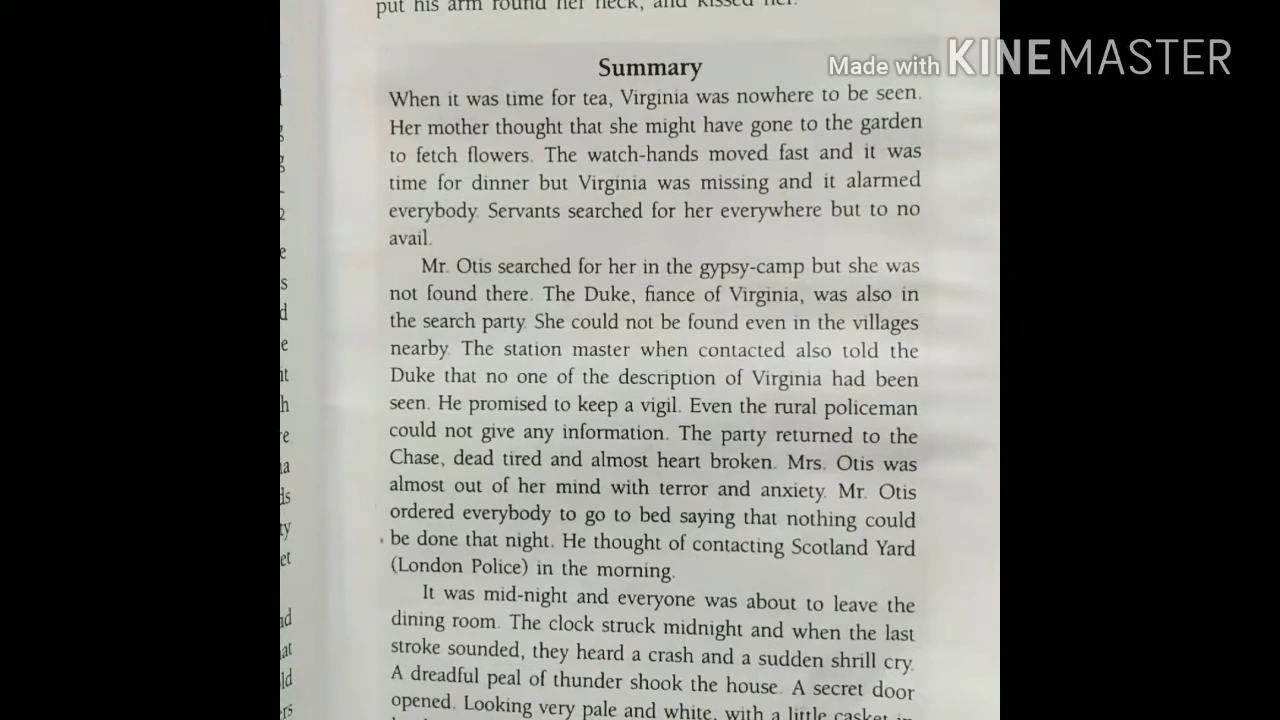 put his arm round her neck, and kissed her.
Made with KINEMASTER
Summary
When it was time for tea, Virginia was nowhere to be seen.
Her mother thought that she might have gone to the garden
to fetch flowers. The watch-hands moved fast and it was
time for dinner but Virginia was missing and it alarmed
everybody. Servants searched for her everywhere but to no
avail.
Mr. Otis searched for her in the gypsy-camp but she was
not found there. The Duke, fiance of Virginia, was also in
the search party. She could not be found even in the villages
nearby. The station master when contacted also told the
Duke that no one of the description of Virginia had been
seen. He promised to keep a vigil. Even the rural policeman
could not give any information. The party returned to the
Chase, dead tired and almost heart broken. Mrs. Otis was
almost out of her mind with terror and anxiety. Mr. Otis
ordered everybody to go to bed saying that nothing could
be done that night. He thought of contacting Scotland Yard
(London Police) in the morning.
It was mid-night and everyone was about to leave the
dining room. The clock struck midnight and when the last
stroke sounded, they heard a crash and a sudden shrill cry.
A dreadful peal of thunder shook the house. A secret door
opened. Looking very pale and white, with a little casket in